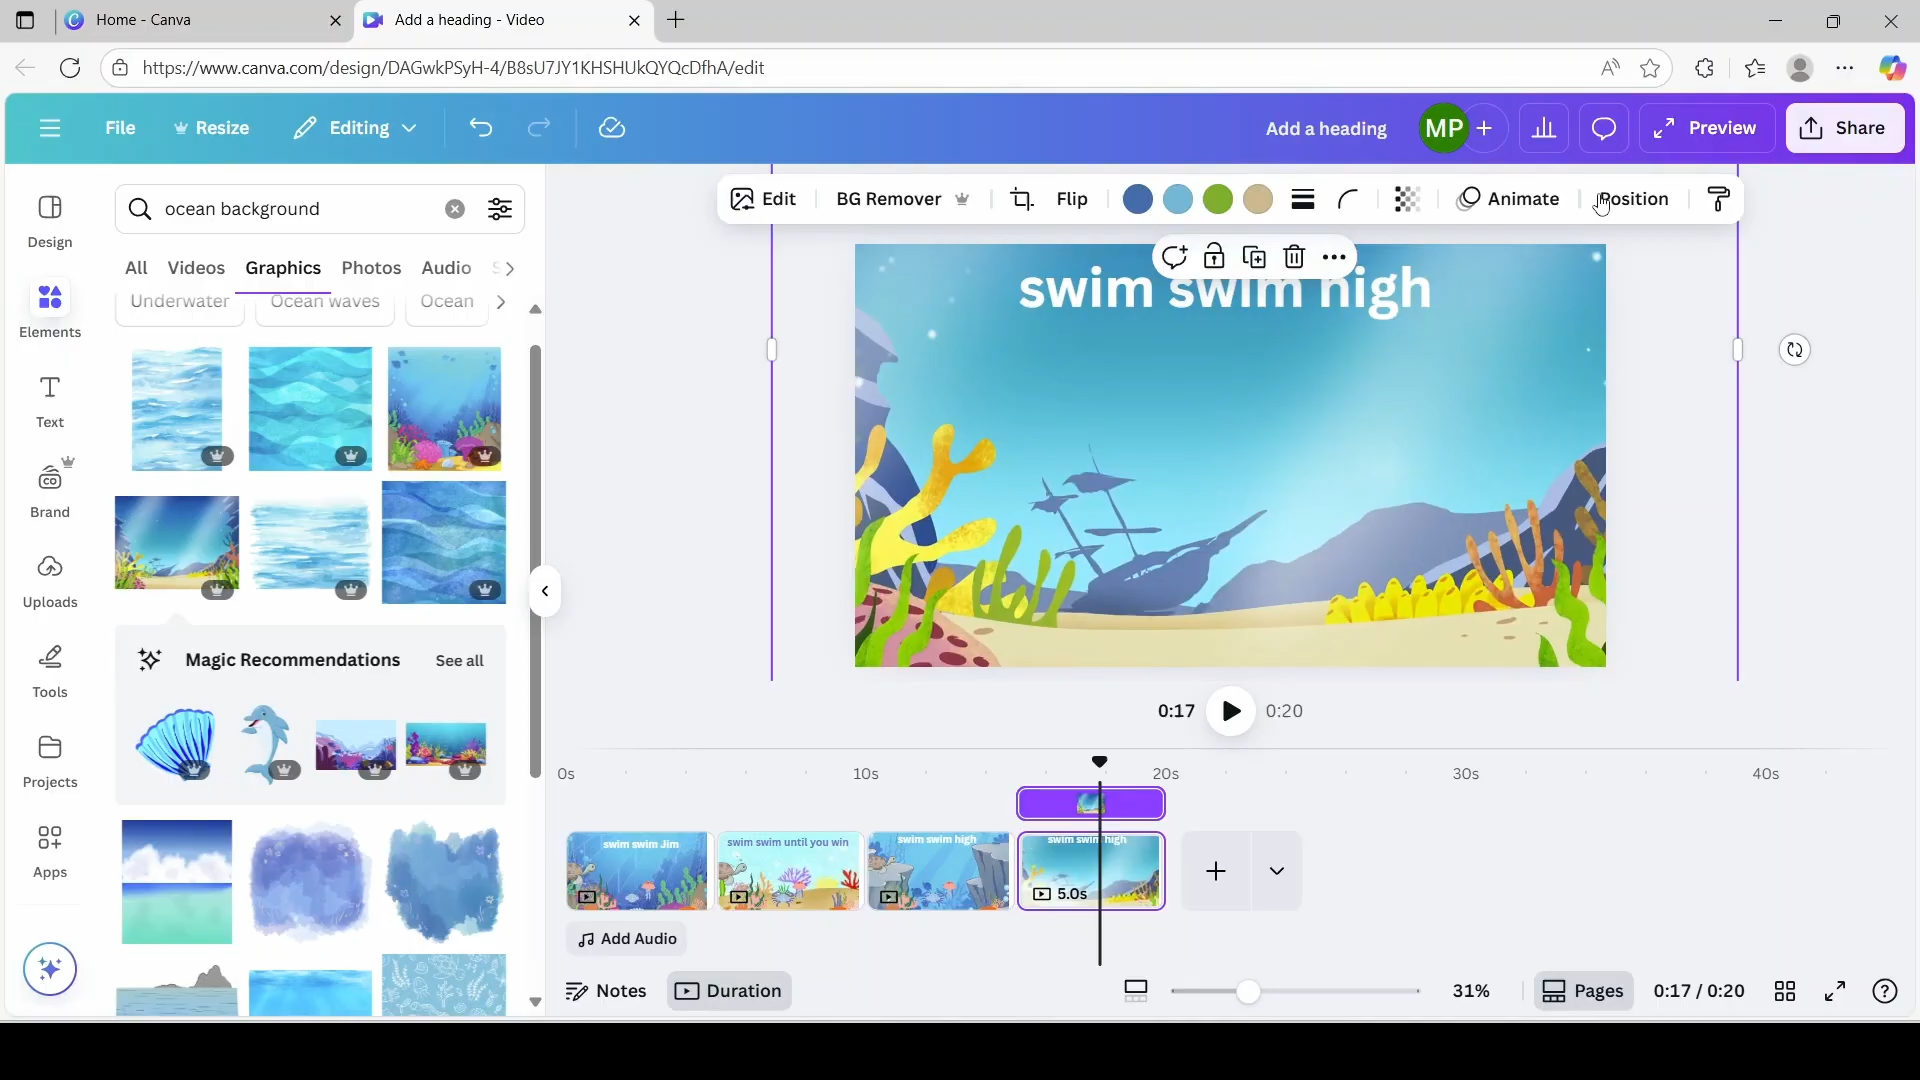 Home - Canva
Add a heading - Video
https://www.canva.com/design/DAGwkPSyH-4/B8sU7JY1KHSHUkQYQcDfhA/edit
File
Resize
Editing
Add a heading
MP
Preview
Share
Design
Elements
Text
Brand
Uploads
Tools
Projects
Apps
ocean background
All
Videos
Graphics
Photos
Audio
Underwater
Ocean waves
Ocean
Magic Recommendations
See all
Edit
BG Remover
Flip
Animate
Position
swim swim high
0:17
0:20
0s
10s
20s
30s
40s
swim swim Jim
swim swim until you win
swim swim high
swim swim high
5.0s
Add Audio
Notes
Duration
31%
Pages
0:17 / 0:20